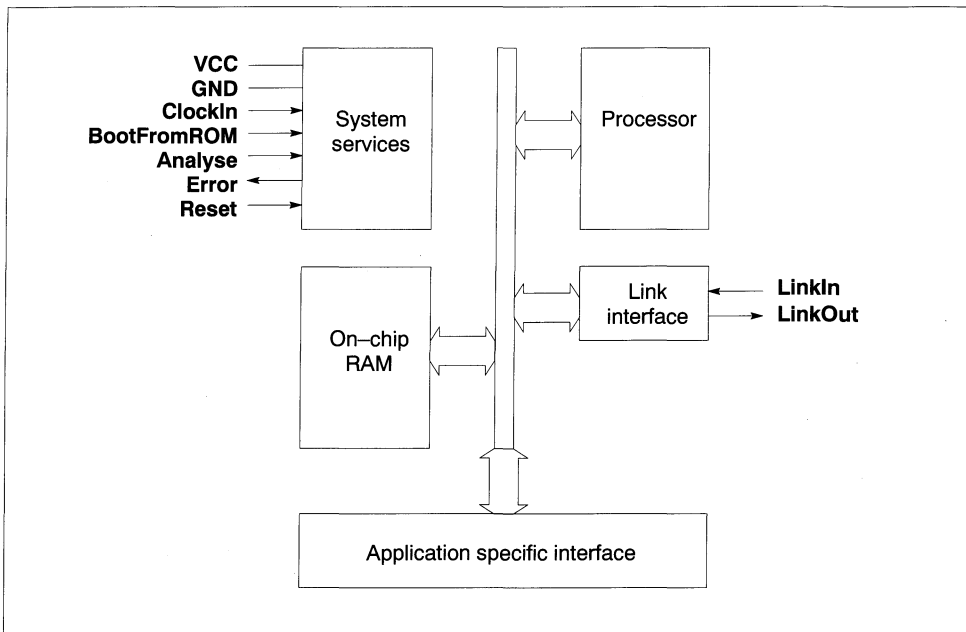 VCC
GND
ClockIn
BootFromROM
Analyse
Error
Reset
System
services
Processor
On–chip
RAM
Link
interface
LinkIn
LinkOut
Application specific interface